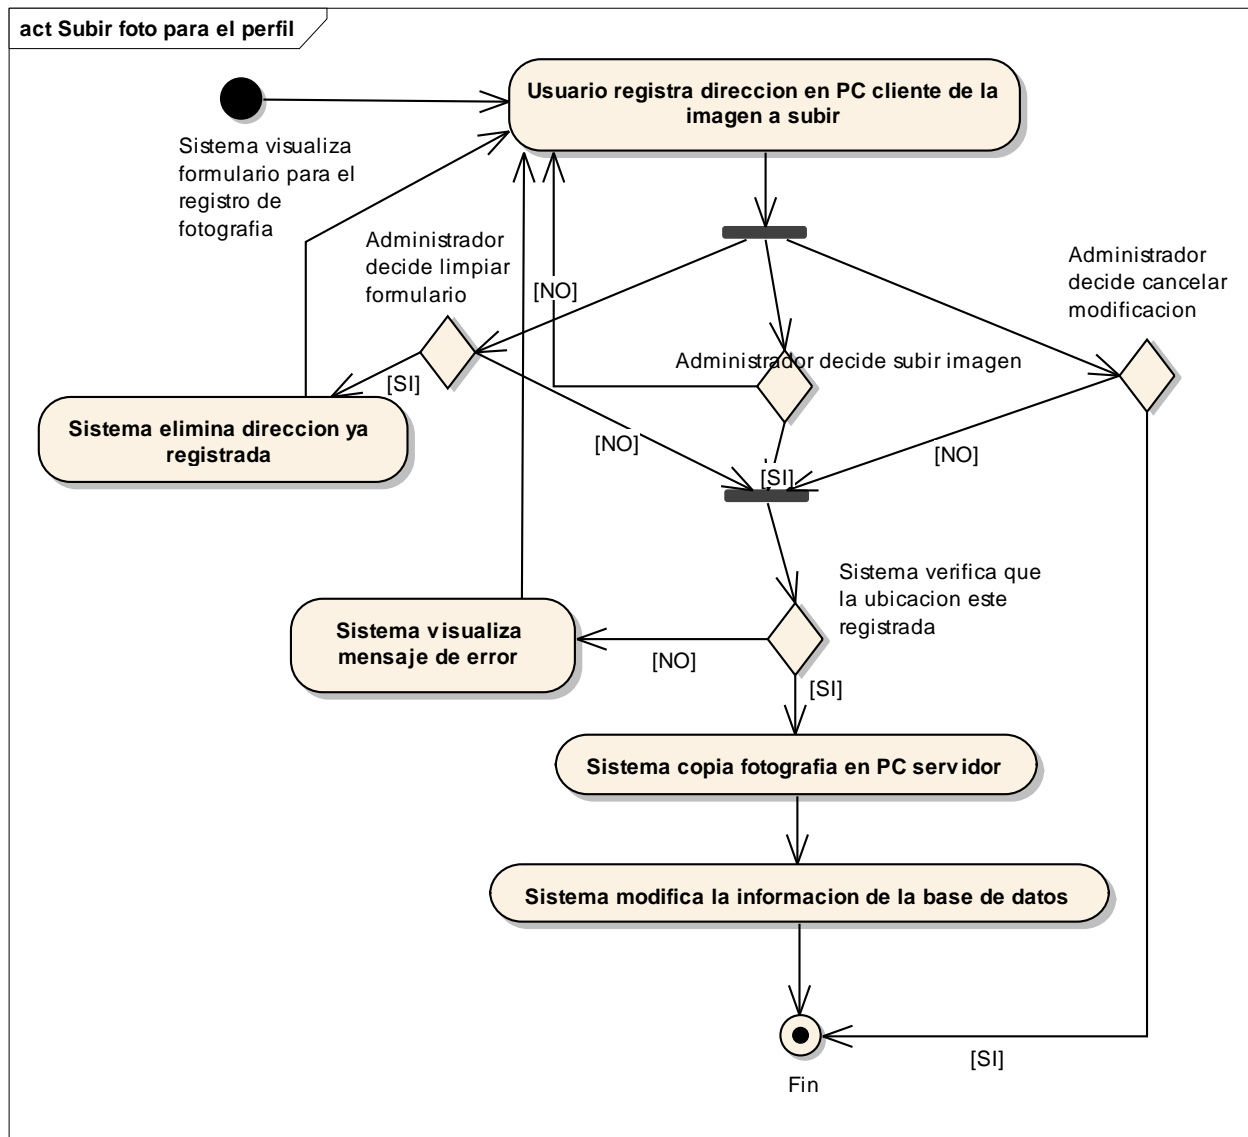 act Subir foto para el perfil
Usuario registra direccion en PC cliente de la
imagen a subir
Sistema visualiza
formulario para el
registro de
fotografia
Administrador
decide limpiar
formulario
[NO]
Administrador
decide cancelar
modificacion
Administrador decide subir imagen
[SI]
Sistema elimina direccion ya
registrada
[NO]
[SI]
[NO]
Sistema verifica que
la ubicacion este
registrada
Sistema visualiza
mensaje de error
[NO]
[SI]
Sistema copia fotografia en PC servidor
Sistema modifica la informacion de la base de datos
[SI]
Fin